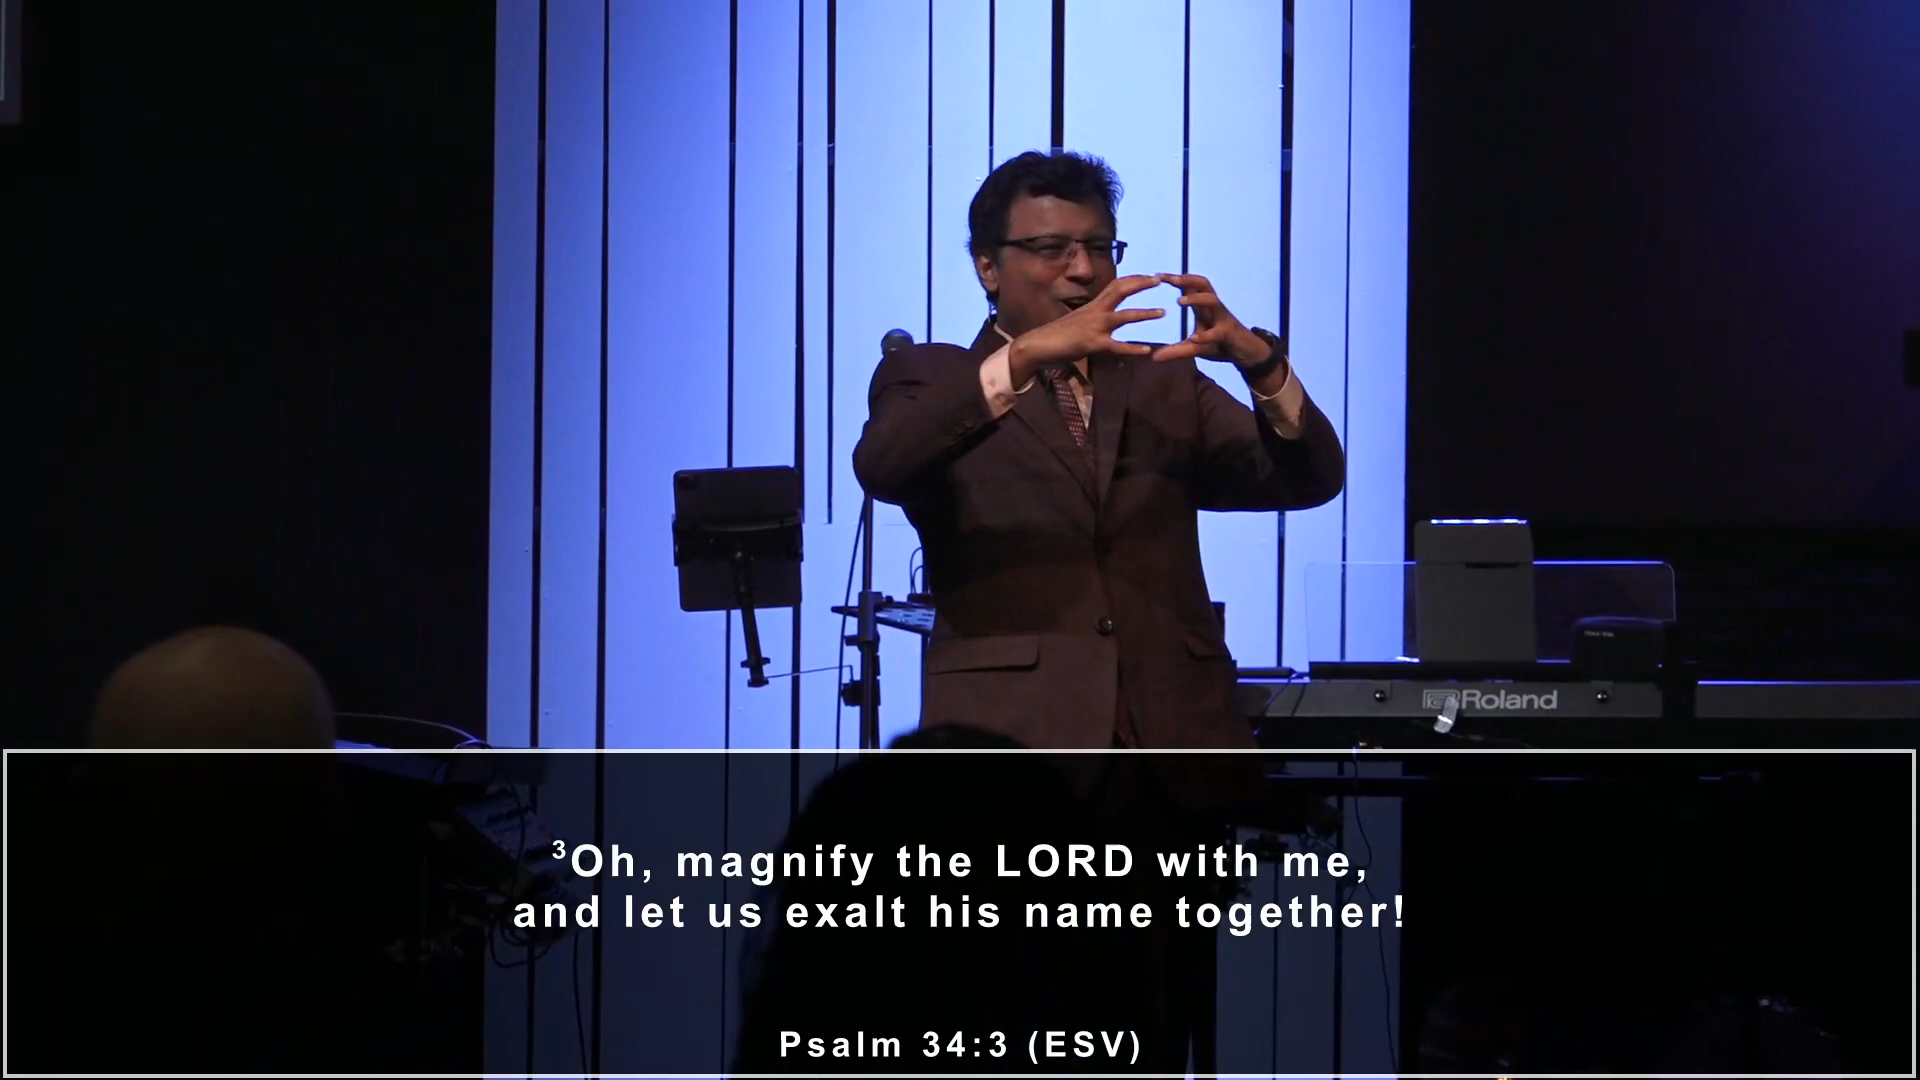 Roland
³Oh, magnify the LORD with me,
and let us exalt his name together!
Psalm 34:3 (ESV)